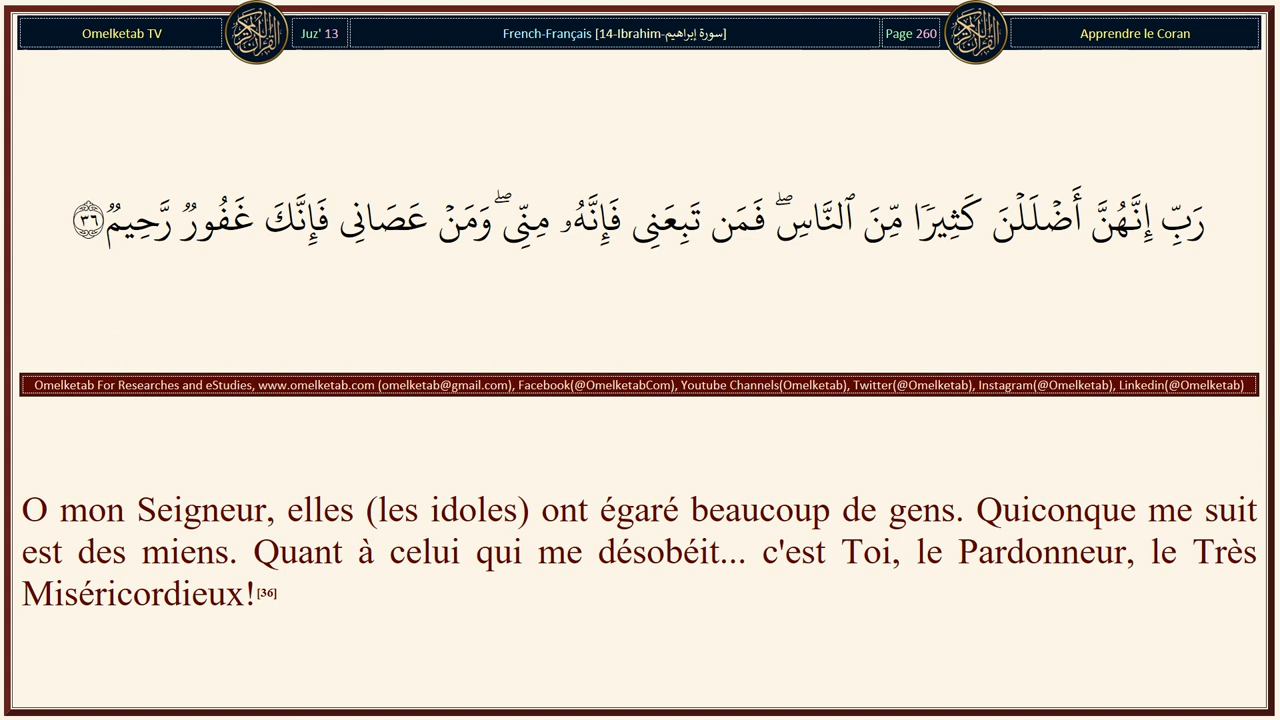 Omelketab TV
Juz' 13
French-Français [14-Ibrahim-سورة إبراهيم]
Page 260
Apprendre le Coran
رَبِّ إِنَّهُنَّ أَضۡلَلۡنَ كَثِيرٗا مِّنَ ٱلنَّاسِۖ فَمَن تَبِعَنِي فَإِنَّهُۥ مِنِّيۖ وَمَنۡ عَصَانِي فَإِنَّكَ غَفُورٞ رَّحِيمٞ ٣٦
Omelketab For Researches and eStudies, www.omelketab.com (omelketab@gmail.com), Facebook(@OmelketabCom), Youtube Channels(Omelketab), Twitter(@Omelketab), Instagram(@Omelketab), Linkedin(@Omelketab)
O mon Seigneur, elles (les idoles) ont égaré beaucoup de gens. Quiconque me suit
est des miens. Quant à celui qui me désobéit... c'est Toi, le Pardonneur, le Très
Miséricordieux![36]